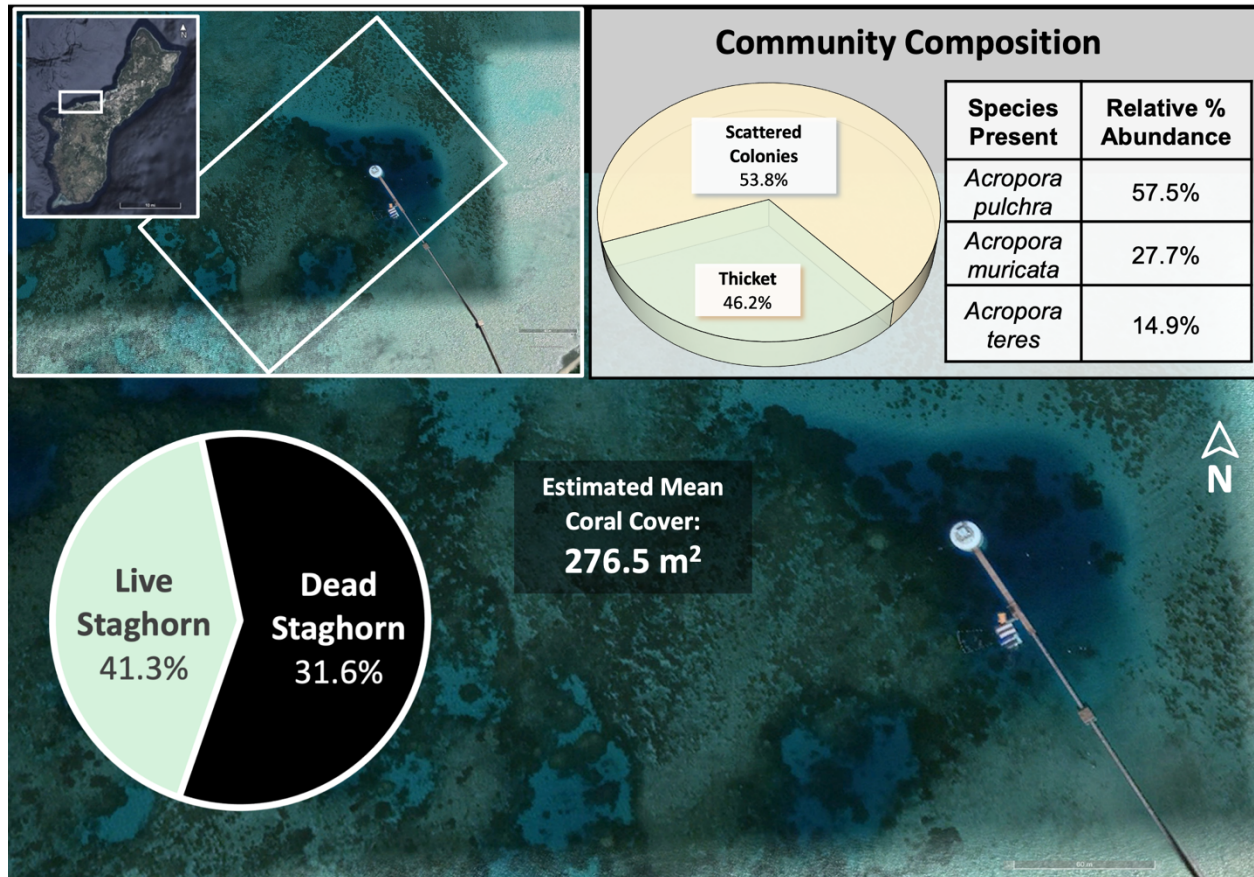 N
Community Composition
Scattered
Colonies
53.8%
Thicket
46.2%
Species
Present
Relative %
Abundance
Acropora
pulchra
57.5%
Acropora
muricata
27.7%
Acropora
teres
14.9%
Live
Staghorn
41.3%
Dead
Staghorn
31.6%
Estimated Mean
Coral Cover:
276.5 m²
N
60 m